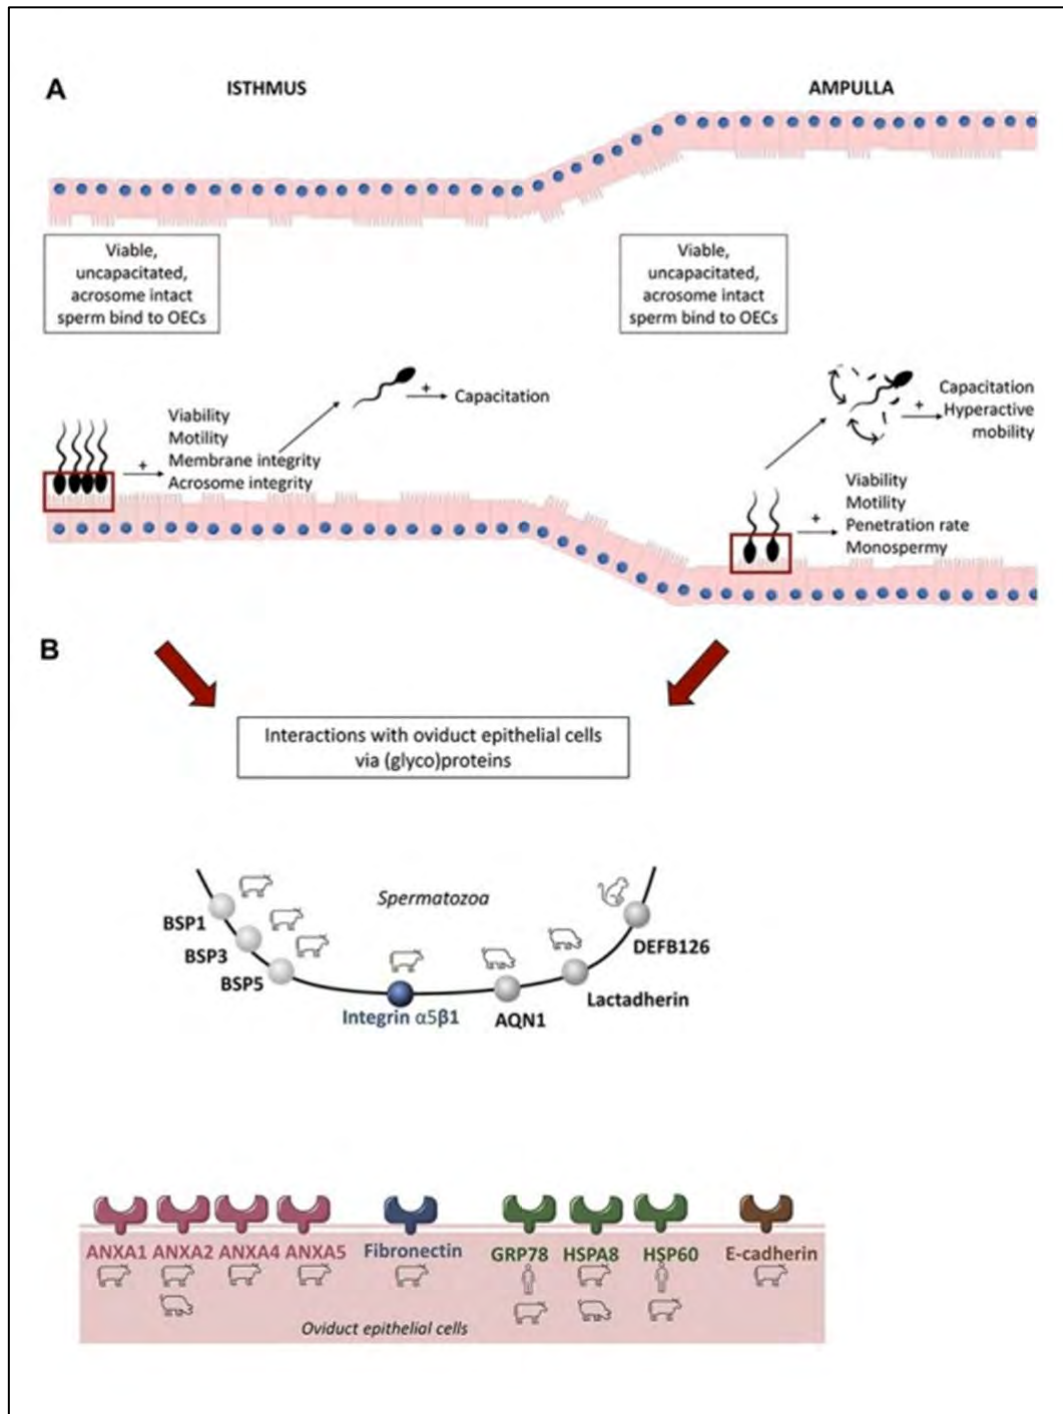 A
ISTHMUS
AMPULLA
Viable,
uncapacitated,
acrosome intact
sperm bind to OECs
Viable,
uncapacitated,
acrosome intact
sperm bind to OECs
+
Capacitation
Viability
Motility
Membrane integrity
Acrosome integrity
+
+
Capacitation
Hyperactive
mobility
Viability
Motility
Penetration rate
Monospermy
+
B
Interactions with oviduct epithelial cells
via (glyco)proteins
Spermatozoa
BSP1
BSP3
BSP5
Integrin α5β1
AQN1
Lactadherin
DEFB126
ANXA1 ANXA2 ANXA4 ANXA5 Fibronectin GRP78 HSPA8 HSP60 E-cadherin
Oviduct epithelial cells